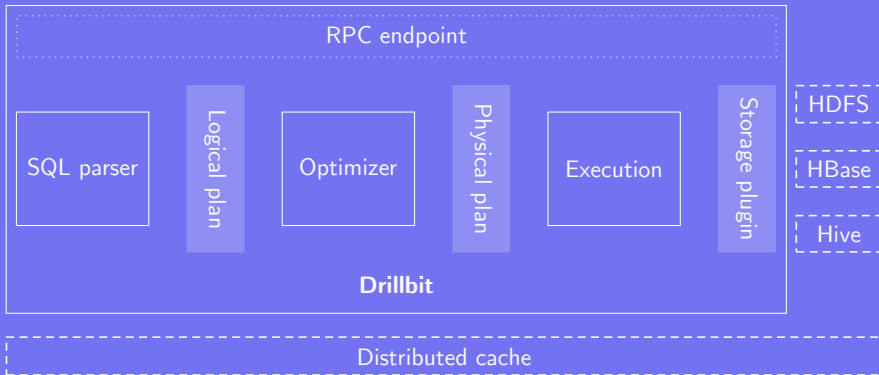 RPC endpoint
SQL parser
Logical plan
Optimizer
Physical plan
Execution
Storage plugin
HDFS
HBase
Hive
Drillbit
Distributed cache